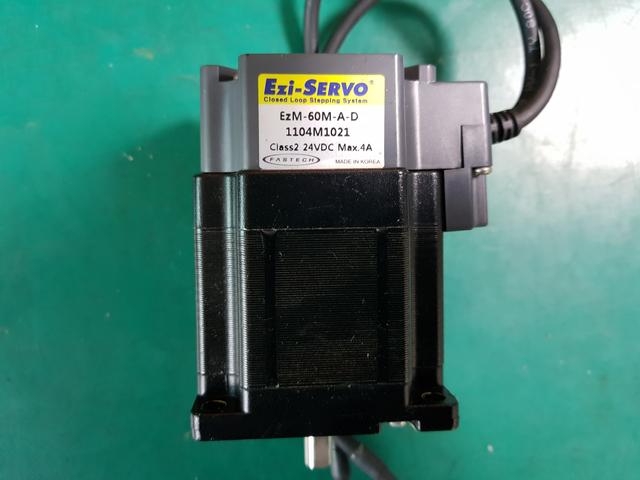 Ezi-SERVO®
Closed Loop Stepping System
EzM-60M-A-D
1104M1021
Class2 24VDC Max.4A
FASTECH MADE IN KOREA